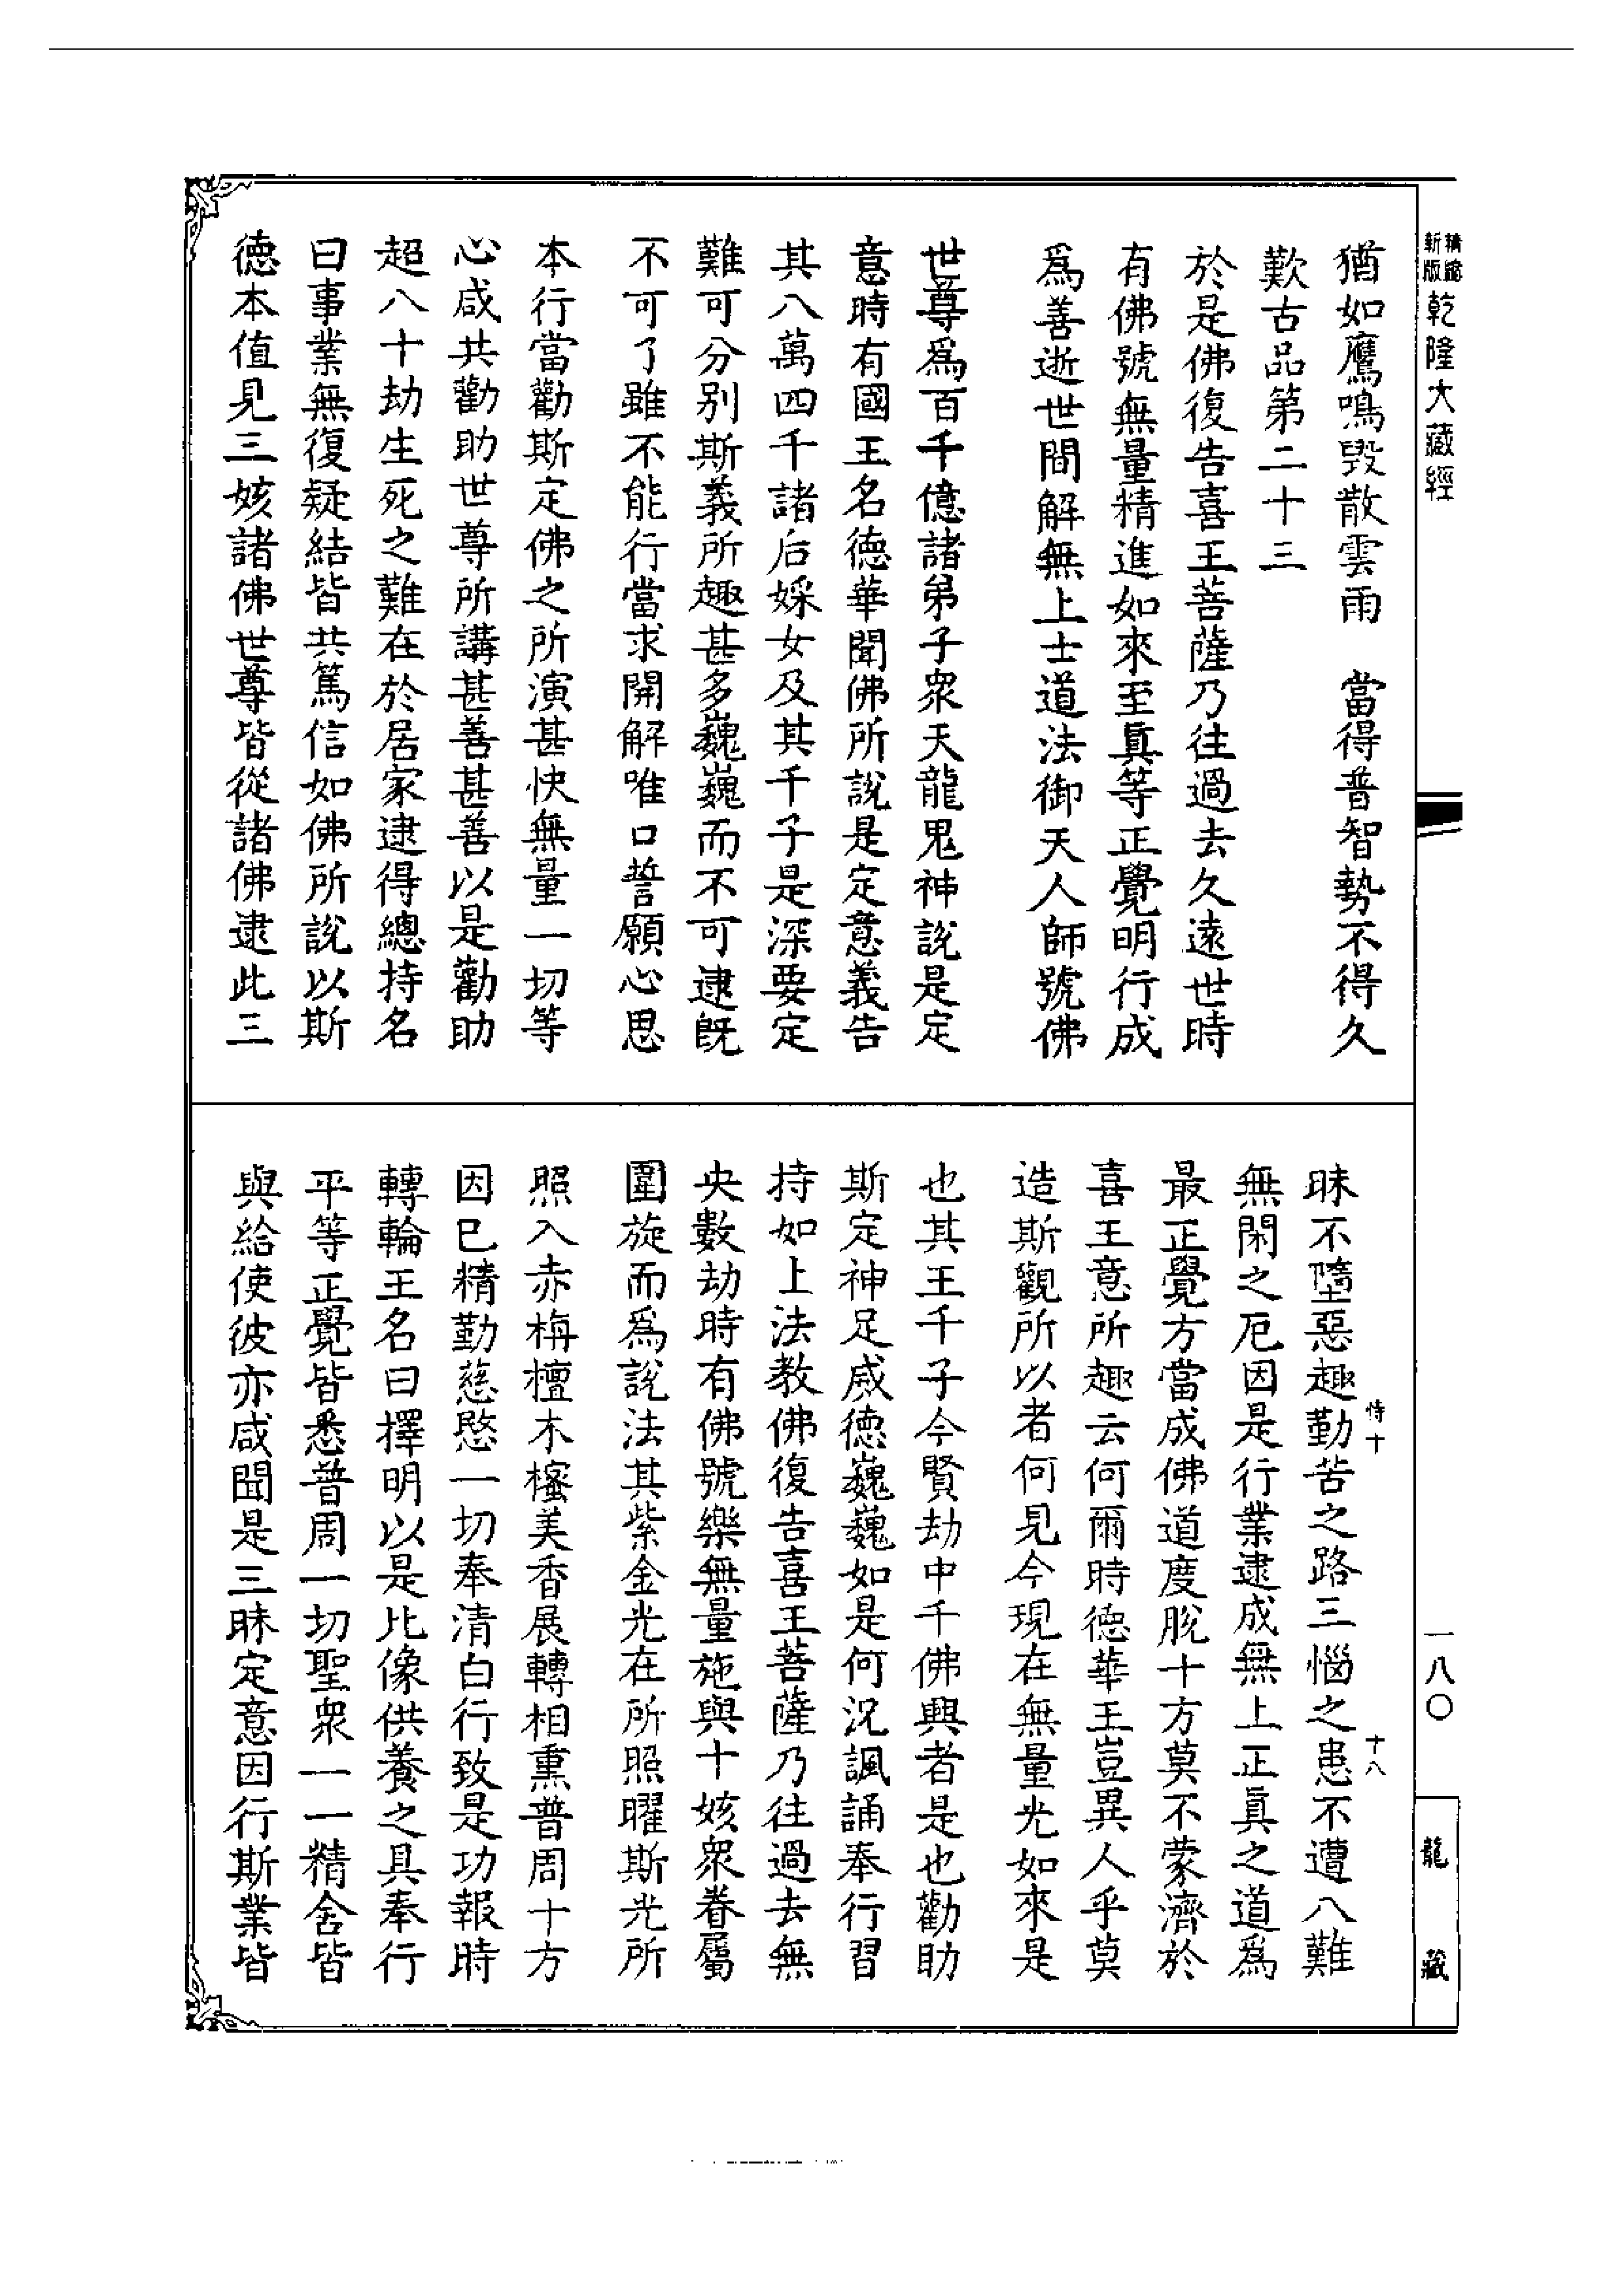 精縮新版乾隆大藏經
猶如鷹鳴毀散雲雨　當得普智勢不得久
歎古品第二十三
於是佛復告喜王菩薩乃往過去久遠世時
有佛號無量精進如來至真等正覺明行成
爲善逝世間解無上士道法御天人師號佛
世尊爲百千億諸弟子衆天龍鬼神說是定
意時有國王名德華聞佛所說是定意義告
其八萬四千諸后婇女及其千子是深要定
難可分别斯義所趣甚多巍巍而不可逮旣
不可了雖不能行當求開解唯口誓願心思
本行當勸斯定佛之所演甚快無量一切等
心咸共勸助世尊所講甚善甚善以是勸助
超八十劫生死之難在於居家逮得總持名
曰事業無復疑結皆共篤信如佛所說以斯
德本值見三姟諸佛世尊皆從諸佛逮此三
昧不墮惡趣勤苦之路三惱之患不遭八難
無閑之厄因是行業逮成無上正眞之道爲
最正覺方當成佛道度脫十方莫不蒙濟於
喜王意所趣云何爾時德華王豈異人乎莫
造斯觀所以者何見今現在無量光如來是
也其王千子今賢劫中千佛興者是也勸助
斯定神足威德巍巍如是何況諷誦奉行習
持如上法教佛復告喜王菩薩乃往過去無
央數劫時有佛號樂無量施與十姟衆眷屬
圍旋而爲說法其紫金光在所照曜斯光所
照入赤栴檀木櫁美香展轉相熏普周十方
因已精勤慈愍一切奉清白行致是功報時
轉輪王名曰擇明以是比像供養之具奉行
平等正覺皆悉普周一切聖衆一一精舍皆
與給使彼亦咸聞是三昧定意因行斯業皆
恃十
十八
一八〇
龍藏